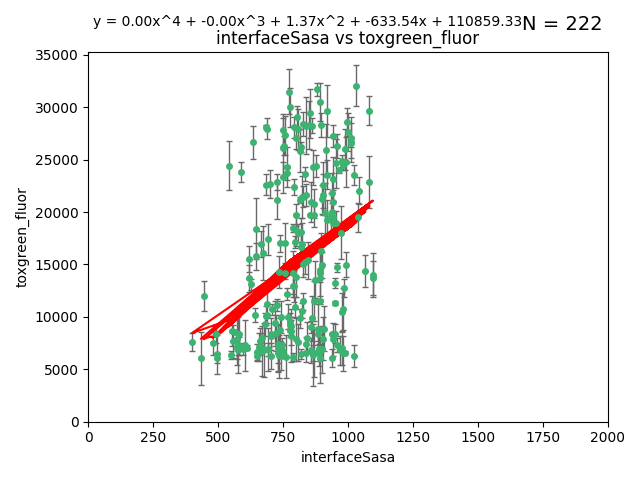 y = 0.00x^4 + -0.00x^3 + 1.37x^2 + -633.54x + 110859.33
N = 222
interfaceSasa vs toxgreen_fluor
35000
30000
25000
20000
15000
10000
5000
0
toxgreen_fluor
0 250 500 750 1000 1250 1500 1750 2000
interfaceSasa